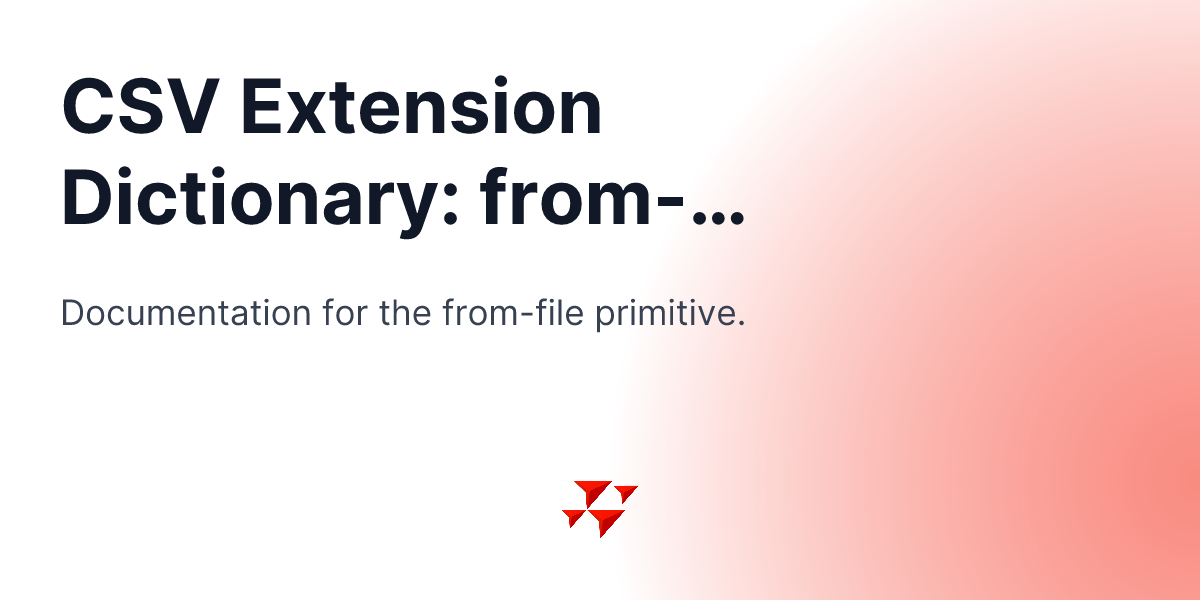 CSV Extension
Dictionary: from-...
Documentation for the from-file primitive.